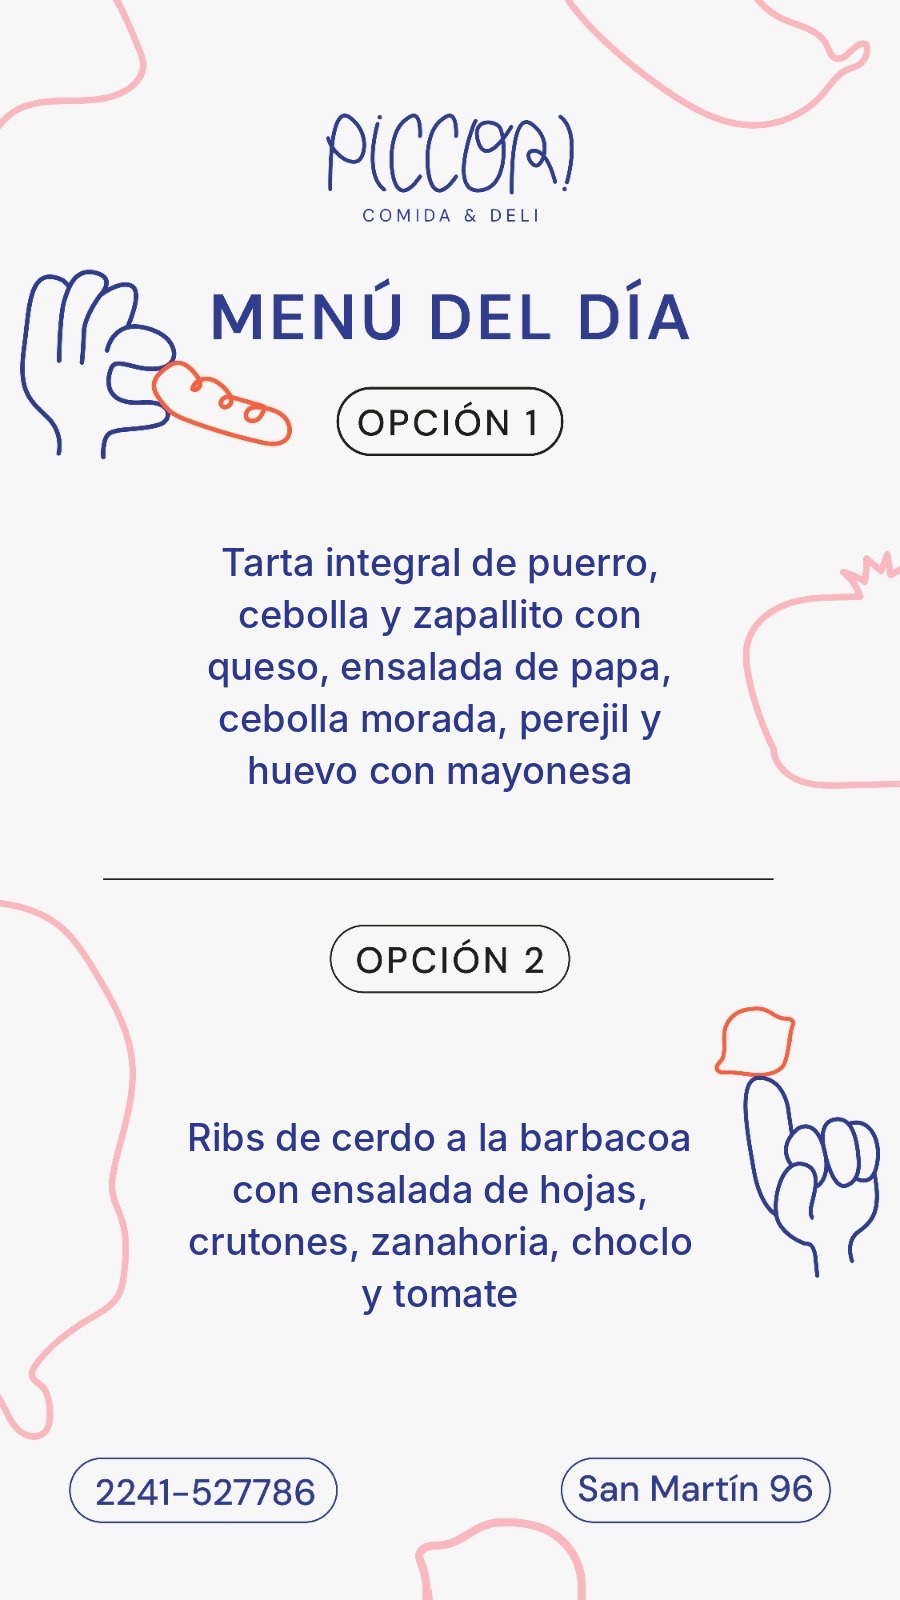 PICCOR!
COMIDA & DELI
MENÚ DEL DÍA
OPCIÓN 1
Tarta integral de puerro,
cebolla y zapallito con
queso, ensalada de papa,
cebolla morada, perejil y
huevo con mayonesa
OPCIÓN 2
Ribs de cerdo a la barbacoa
con ensalada de hojas,
crutones, zanahoria, choclo
y tomate
2241-527786
San Martín 96